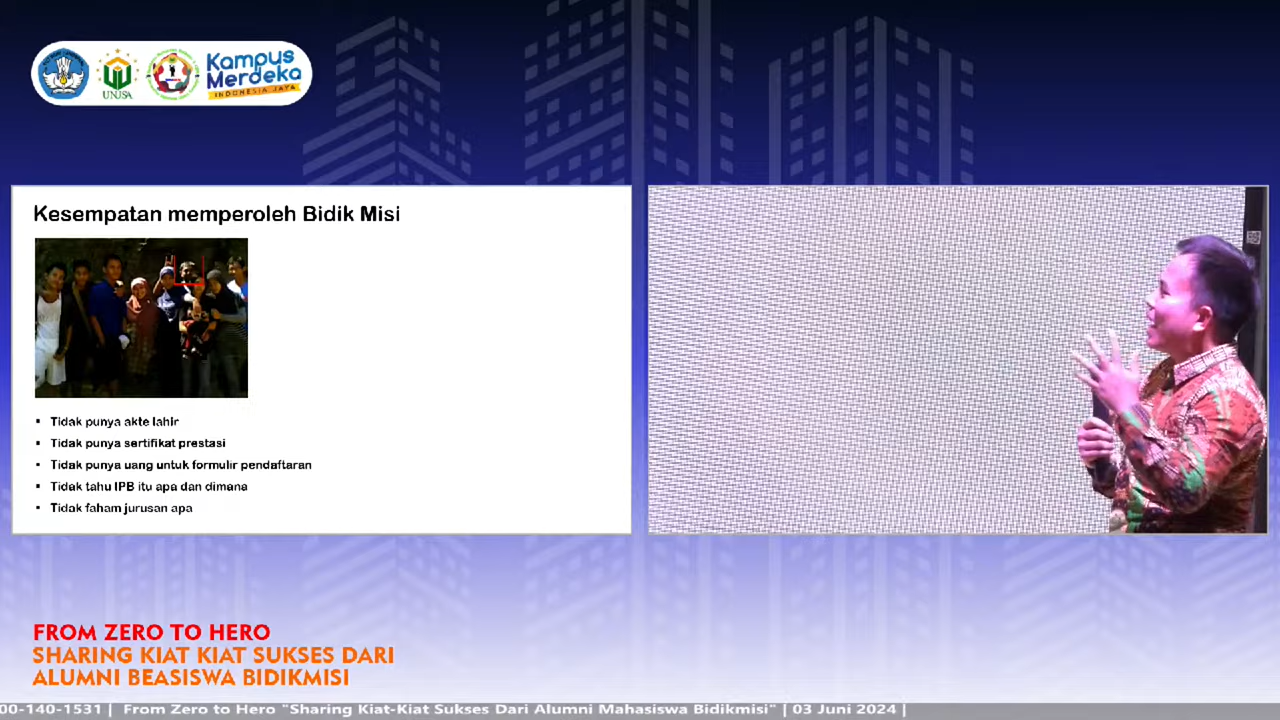 Kampus
Merdeka
INDONESIA JAYA
UNUSA
Kesempatan memperoleh Bidik Misi
Tidak punya akte lahir
Tidak punya sertifikat prestasi
Tidak punya uang untuk formulir pendaftaran
Tidak tahu IPB itu apa dan dimana
Tidak faham jurusan apa
FROM ZERO TO HERO
SHARING KIAT KIAT SUKSES DARI
ALUMNI BEASISWA BIDIKMISI
00-140-1531 | From Zero to Hero "Sharing Kiat-Kiat Sukses Dari Alumni Mahasiswa Bidikmisi" | 03 Juni 2024 |